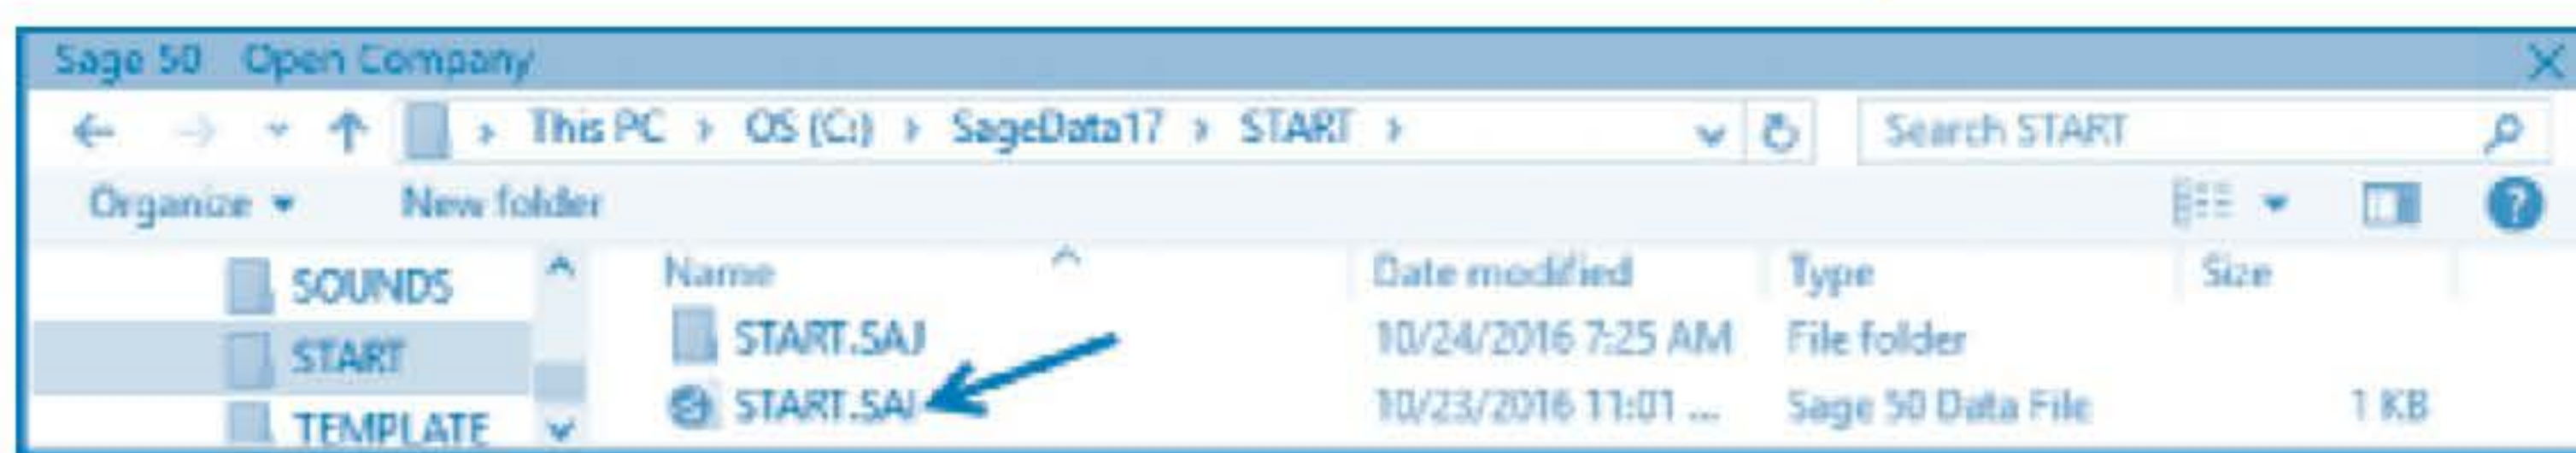 Sage 50 Open Company
This PC > OS (C:) > SageData17 > START >
Search START
Organize
New folder
Name
Date modified
Type
Size
SOUNDS
START
TEMPLATE
START.SAJ
10/24/2016 7:25 AM
File folder
START.SAI
10/23/2016 11:01 ...
Sage 50 Data File
1 KB